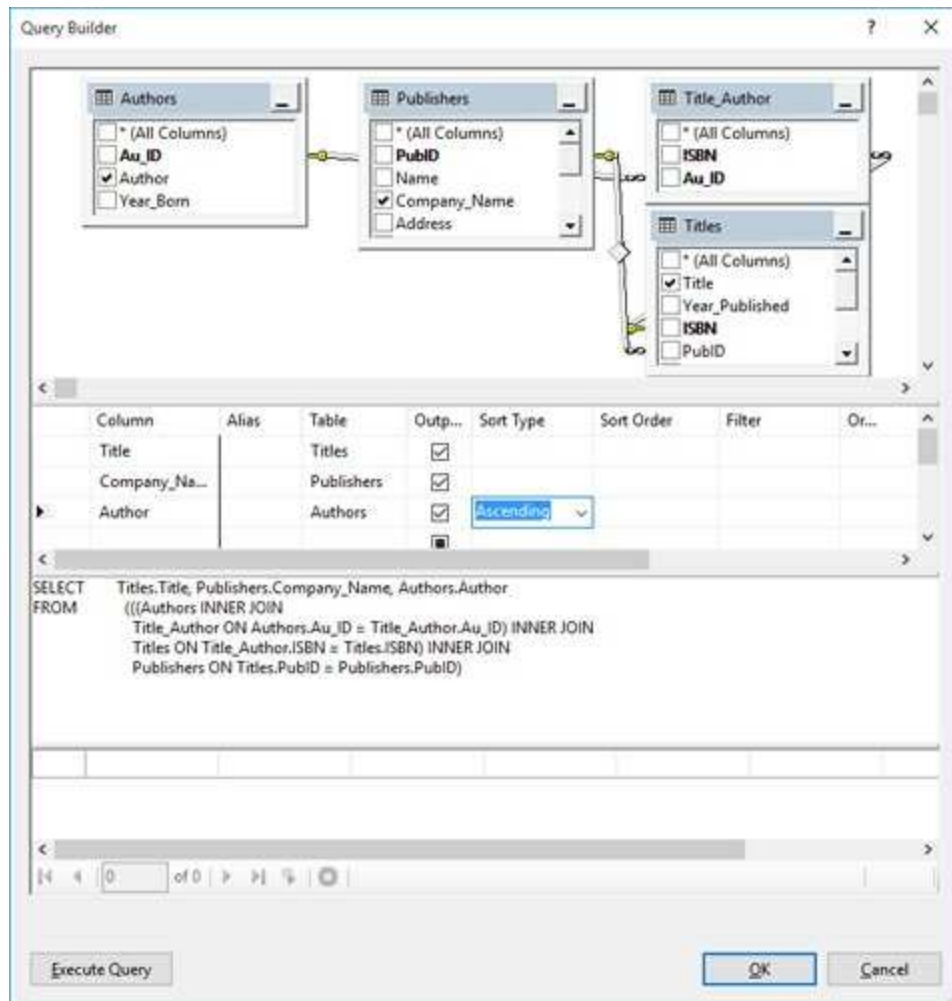 Query Builder
? ×
Authors
* (All Columns)
Au_ID
Author
Year_Born
Publishers
* (All Columns)
PubID
Name
Company_Name
Address
Title_Author
* (All Columns)
ISBN
Au_ID
Titles
* (All Columns)
Title
Year_Published
ISBN
PubID
Column Alias Table Outp... Sort Type Sort Order Filter Or...
Title Titles
Company_Na... Publishers
Author Authors Ascending
SELECT Titles.Title, Publishers.Company_Name, Authors.Author
FROM (((Authors INNER JOIN
Title_Author ON Authors.Au_ID = Title_Author.Au_ID) INNER JOIN
Titles ON Title_Author.ISBN = Titles.ISBN) INNER JOIN
Publishers ON Titles.PubID = Publishers.PubID)
0 of 0
Execute Query OK Cancel